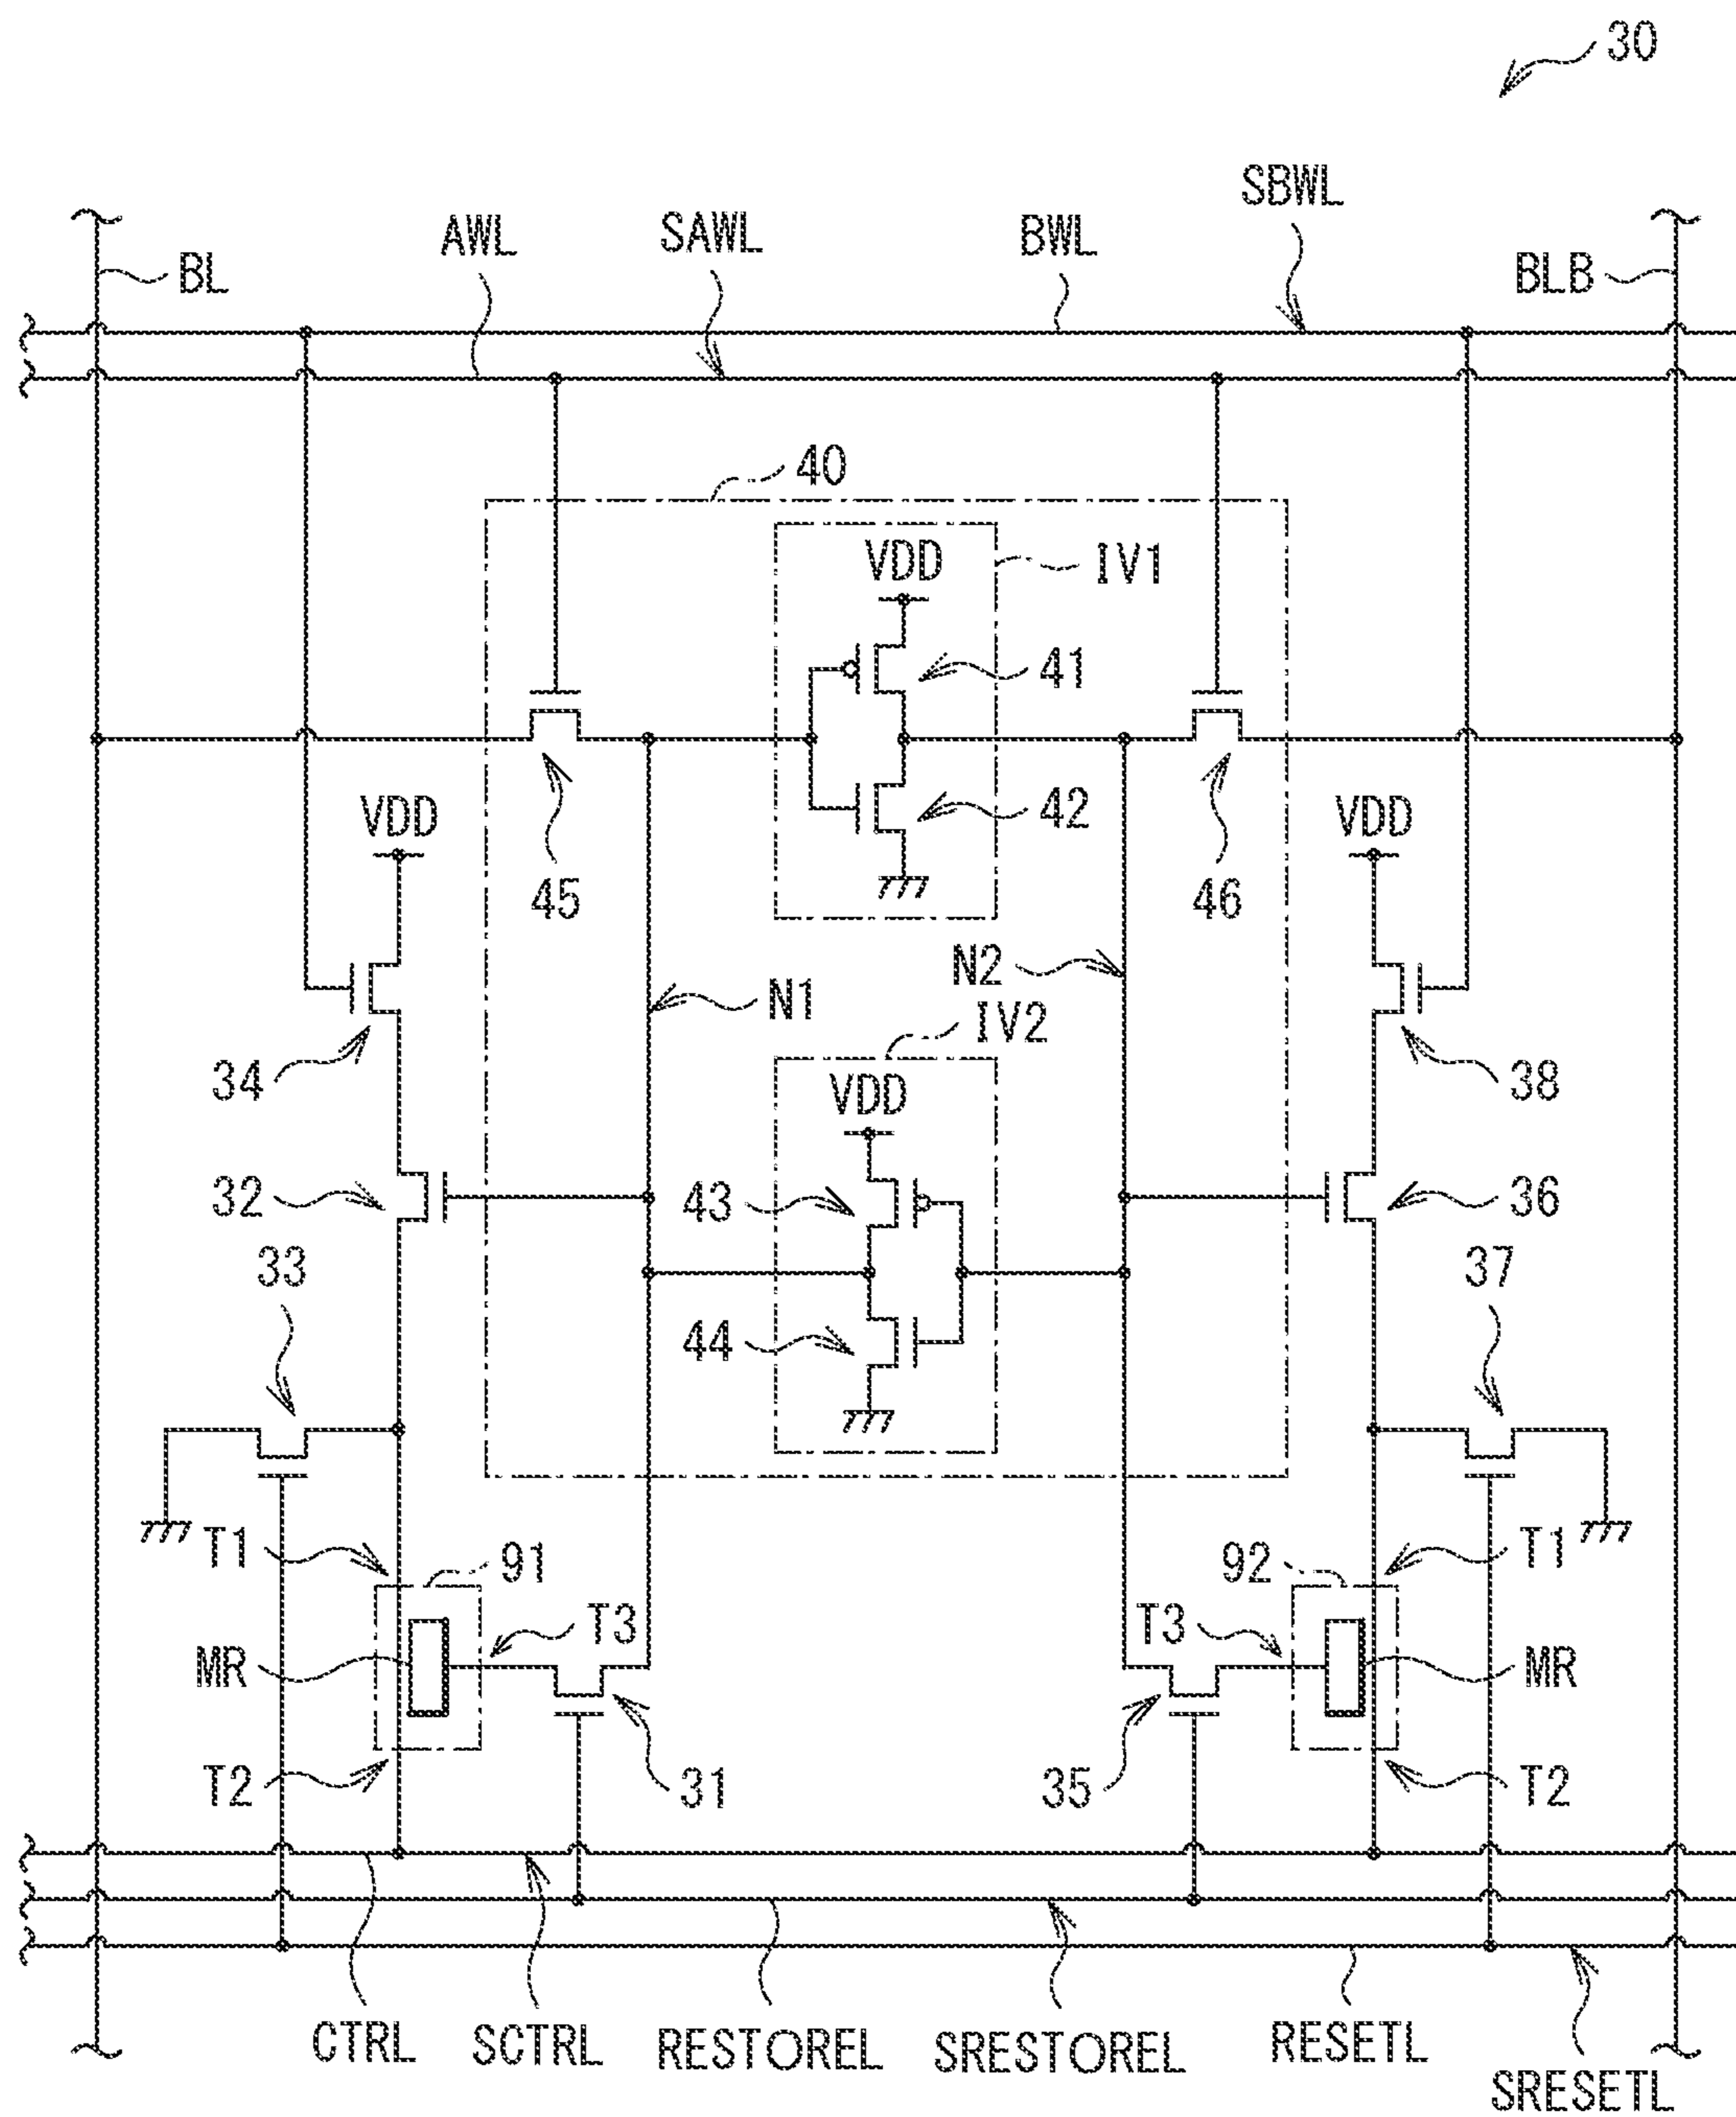 30
SBWL
AWL
SAWL
BWL
BL
BLB
40
VDD
IV1
41
42
VDD
VDD
45
46
N2
N1
IV2
34
VDD
38
32
43
36
33
37
44
T1
91
92
T1
T3
T3
MR
MR
T2
31
35
T2
CTRL
SCTRL
RESTOREL
SRESTOREL
RESETL
SRESETL